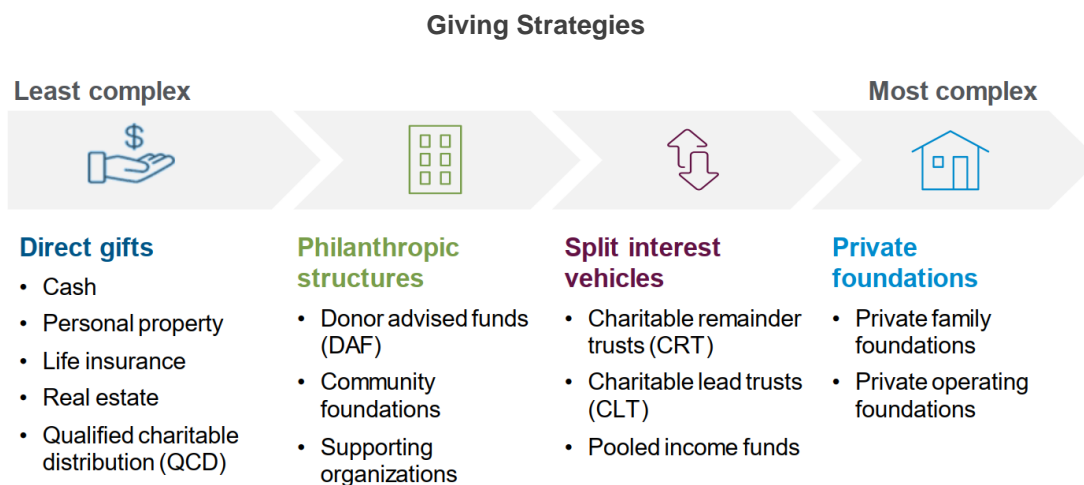 Giving Strategies
Least complex
Most complex
$
Direct gifts
• Cash
• Personal property
• Life insurance
• Real estate
• Qualified charitable
distribution (QCD)
Philanthropic
structures
• Donor advised funds
(DAF)
• Community
foundations
• Supporting
organizations
Split interest
vehicles
• Charitable remainder
trusts (CRT)
• Charitable lead trusts
(CLT)
• Pooled income funds
Private
foundations
• Private family
foundations
• Private operating
foundations